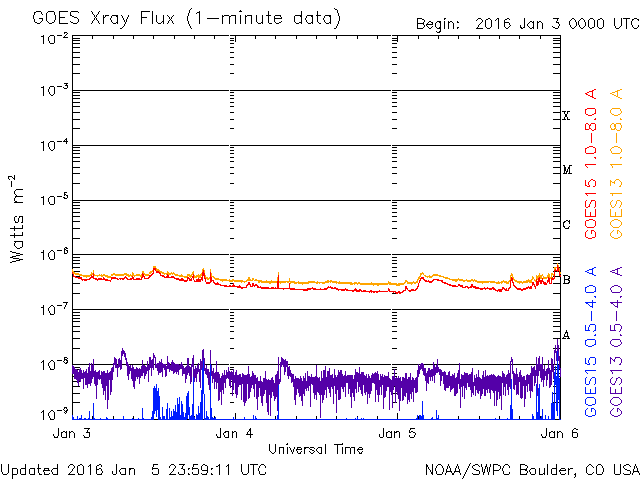 GOES Xray Flux (1-minute data)
Begin: 2016 Jan 3 0000 UTC
10-2
10-3
10-4
10-5
10-6
10-7
10-8
10-9
Watts m-2
X
M
C
B
A
GOES15 1.0-8.0 A
GOES13 1.0-8.0 A
GOES15 0.5-4.0 A
GOES13 0.5-4.0 A
Jan 3
Jan 4
Jan 5
Jan 6
Universal Time
Updated 2016 Jan 5 23:59:11 UTC
NOAA/SWPC Boulder, CO USA